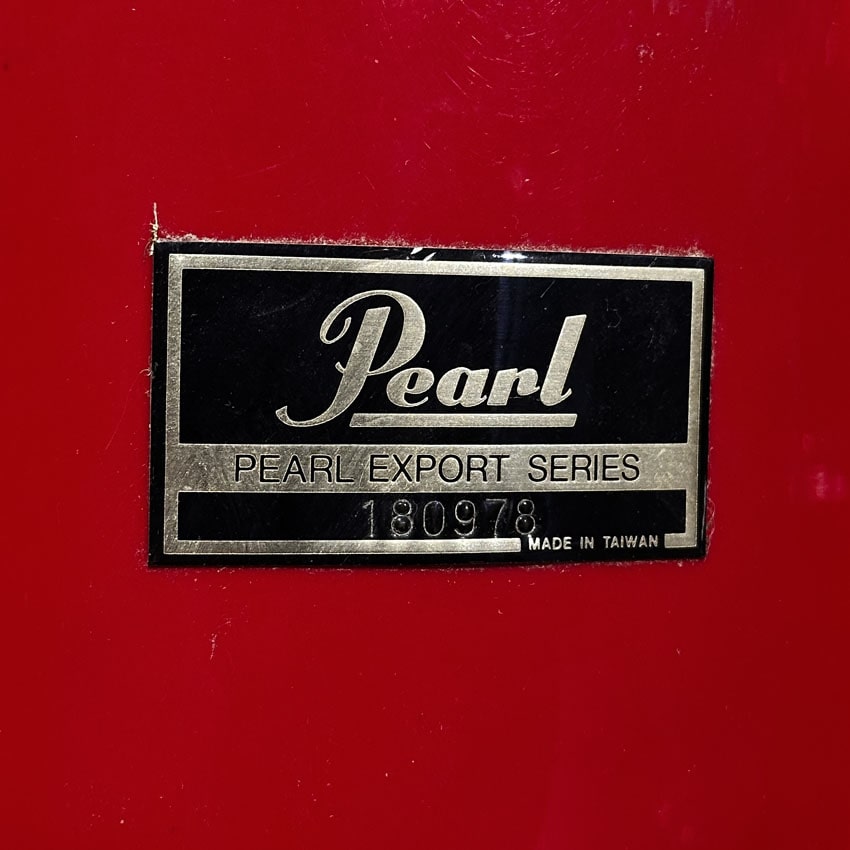 Pearl
PEARL EXPORT SERIES
180978
MADE IN TAIWAN